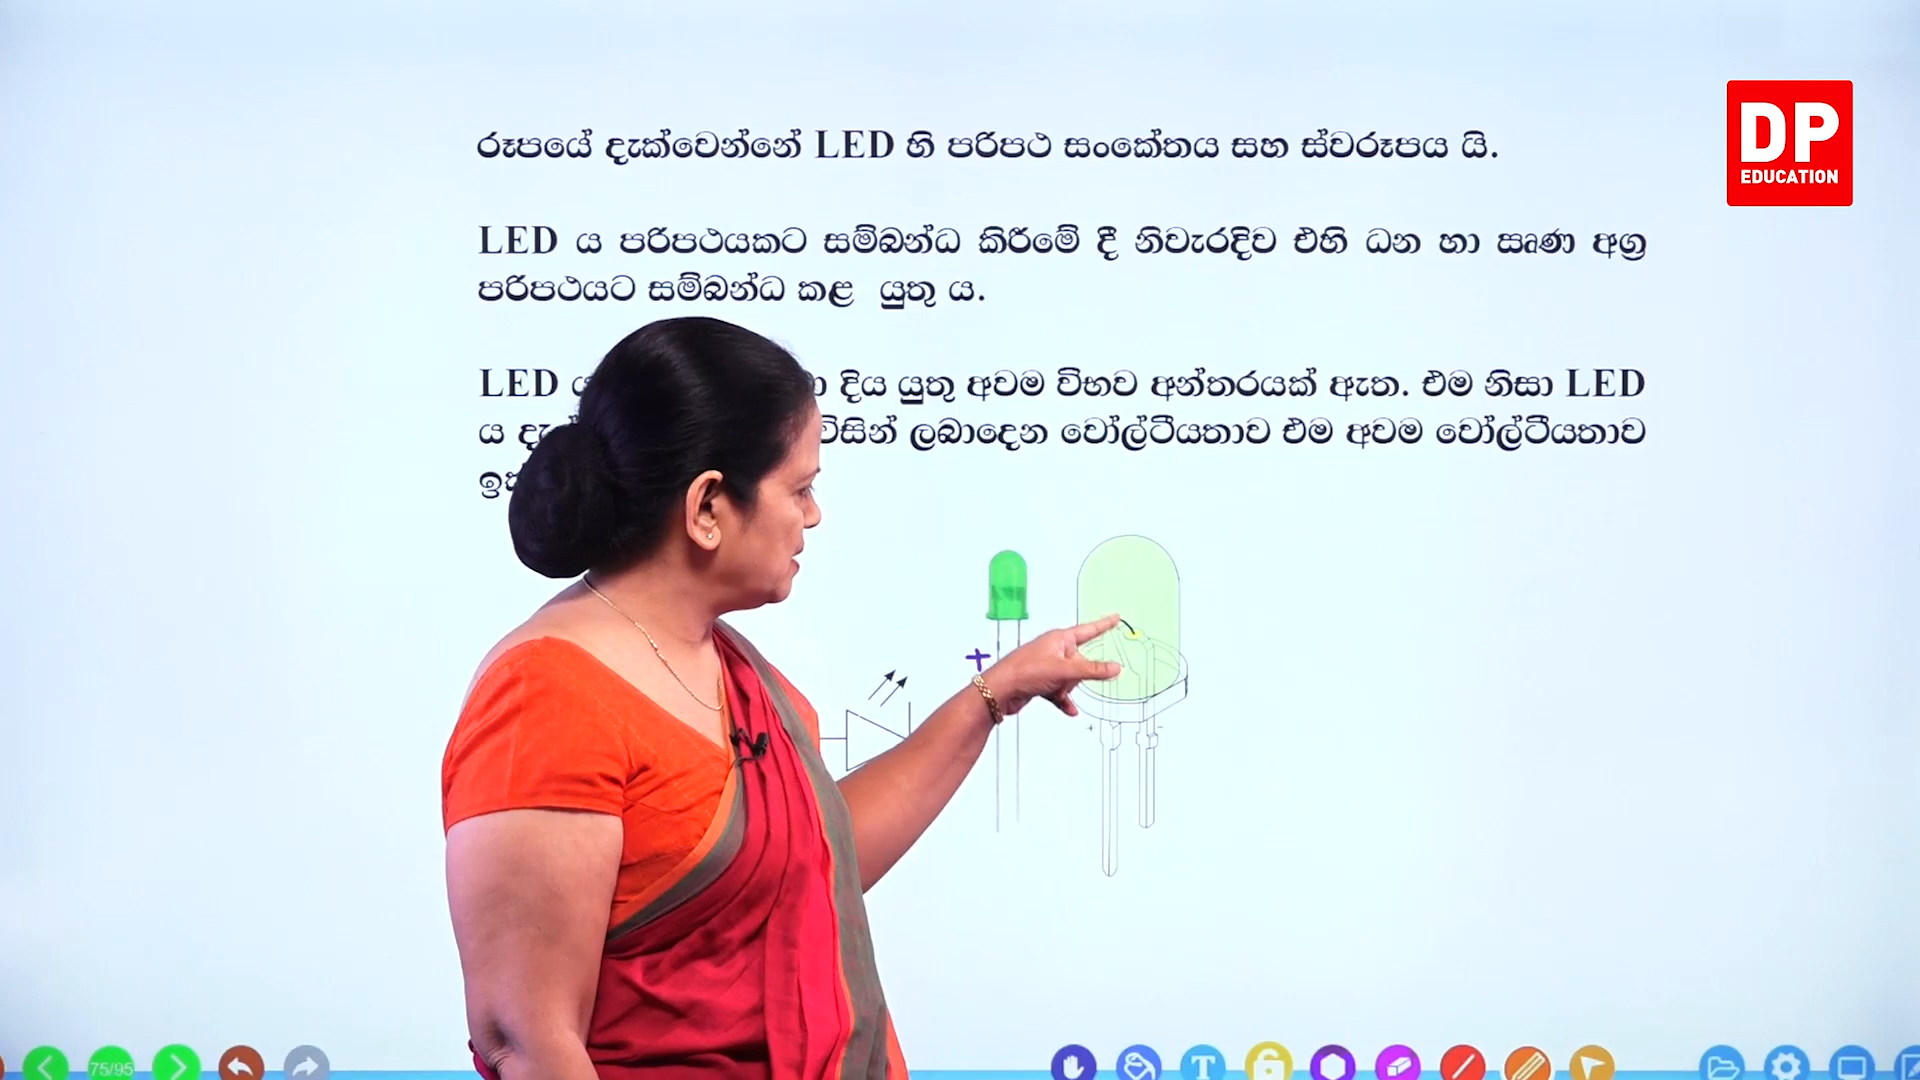 රූපයේ දැක්වෙන්නේ LED හි පරිපථ සංකේතය සහ ස්වරූපය යි.
DP
EDUCATION
LED ය පරිපථයකට සම්බන්ධ කිරීමේ දී නිවැරදිව එහි ධන හා ඍණ අග්‍ර
පරිපථයට සම්බන්ධ කළ යුතු ය.
LED දිය යුතු අවම විභව අන්තරයක් ඇත. එම නිසා LED
ය විසින් ලබාදෙන වෝල්ටීයතාව එම අවම වෝල්ටීයතාව
+
+ -
75/95
T